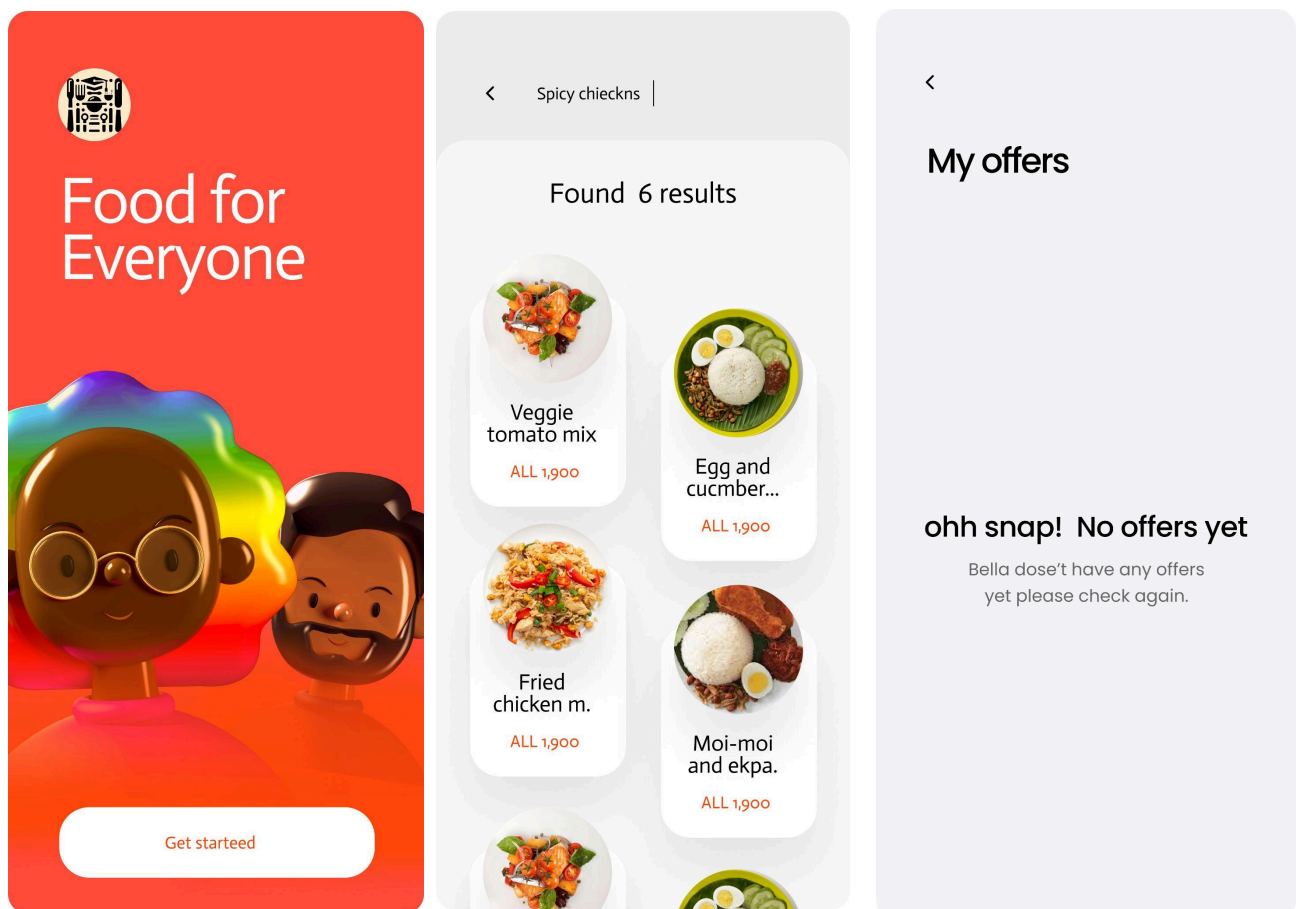 Food for
Everyone
Get starteed
Spicy chieckns
Found 6 results
Veggie
tomato mix
ALL 1,900
Egg and
cucmber...
ALL 1,900
Fried
chicken m.
ALL 1,900
Moi-moi
and ekpa.
ALL 1,900
My offers
ohh snap! No offers yet
Bella dose't have any offers
yet please check again.